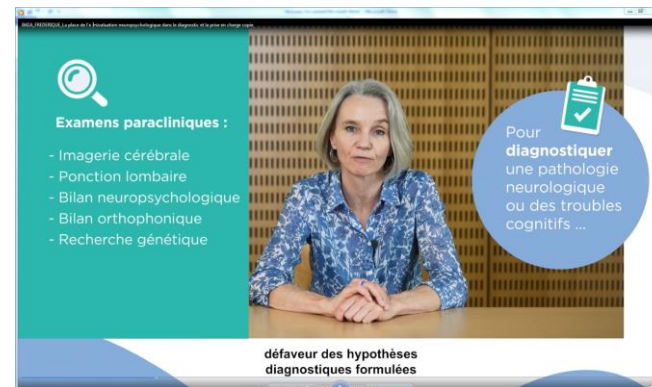 Examens paracliniques :
- Imagerie cérébrale
- Ponction lombaire
- Bilan neuropsychologique
- Bilan orthophonique
- Recherche génétique
Pour
diagnostiquer
une pathologie
neurologique
ou des troubles
cognitifs ...
défaveur des hypothèses
diagnostiques formulées